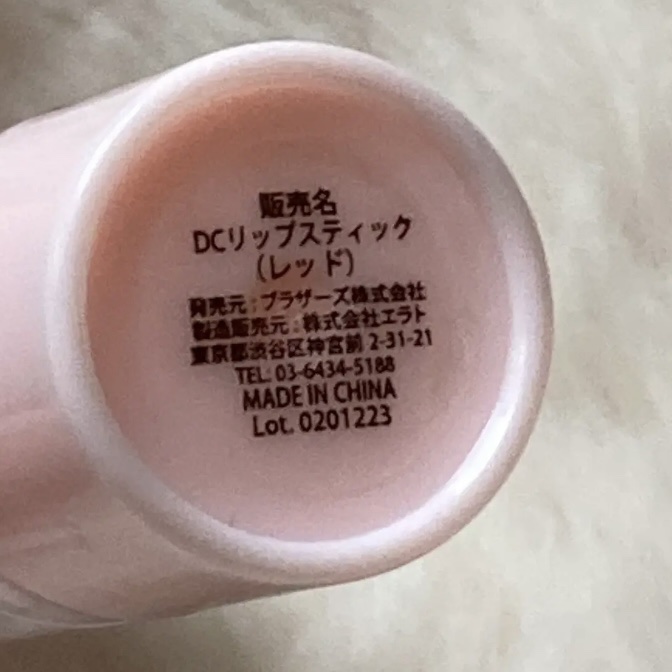 販売名
DCリップスティック
（レッド）
発売元：ブラザーズ株式会社
製造販売元：株式会社エラト
東京都渋谷区神宮前 2-31-21
TEL: 03-6434-5188
MADE IN CHINA
Lot. 0201223